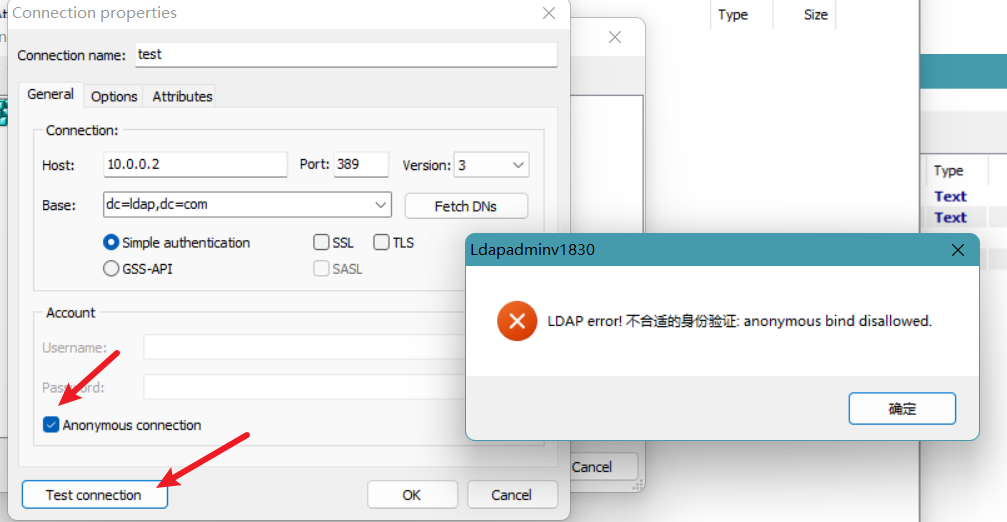 Connection properties
Type
Size
Connection name:
test
General
Options
Attributes
Connection:
Host:
10.0.0.2
Port:
389
Version:
3
Base:
dc=ldap,dc=com
Fetch DNs
Type
Text
Text
Simple authentication
SSL
TLS
GSS-API
SASL
Ldapadminv1830
LDAP error! 不合适的身份验证: anonymous bind disallowed.
确定
Account
Username:
Password:
Anonymous connection
Cancel
Test connection
OK
Cancel